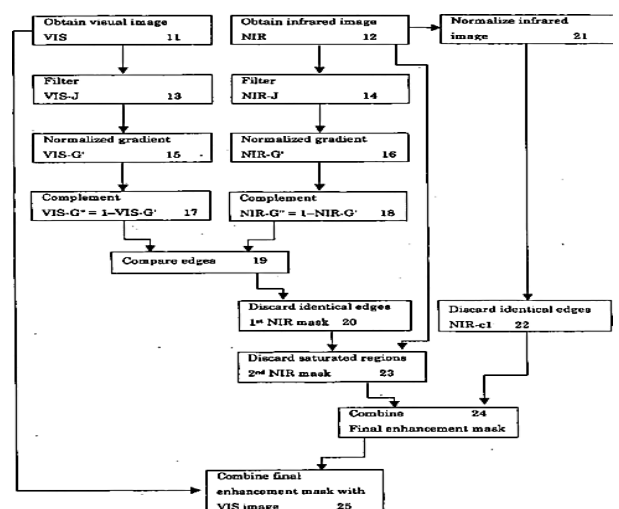 Obtain visual image
VIS 11
Obtain infrared image
NIR 12
Normalize infrared
image 21
Filter
VIS-J 13
Filter
NIR-J 14
Normalized gradient
VIS-G' 15
Normalized gradient
NIR-G' 16
Complement
VIS-G" = 1-VIS-G' 17
Complement
NIR-G" = 1-NIR-G' 18
Compare edges 19
Discard identical edges
1st NIR mask 20
Discard identical edges
NIR-c1 22
Discard saturated regions
2nd NIR mask 23
Combine 24
Final enhancement mask
Combine final
enhancement mask with
VIS image 25